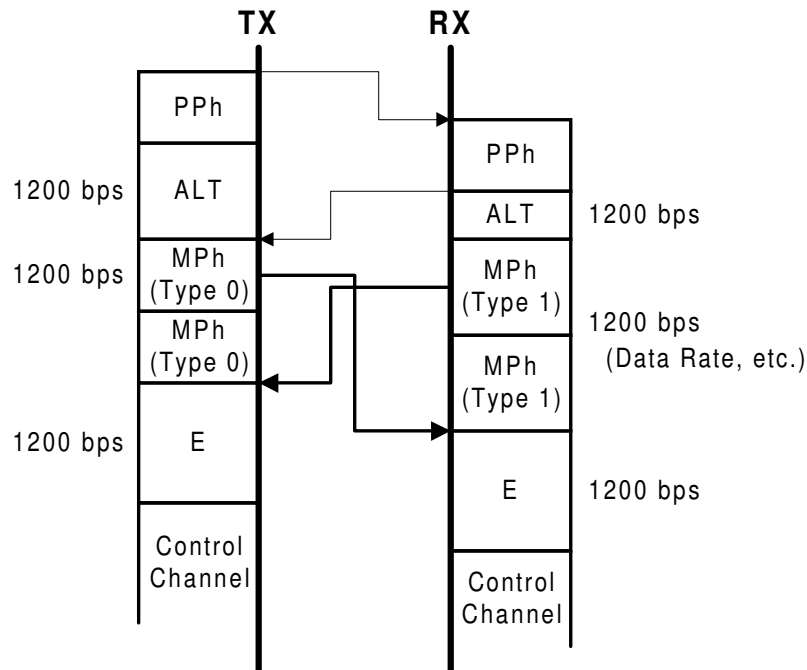 TX
RX
PPh
PPh
1200 bps
ALT
ALT
1200 bps
1200 bps
MPh
(Type 0)
MPh
(Type 1)
MPh
(Type 0)
1200 bps
(Data Rate, etc.)
MPh
(Type 1)
1200 bps
E
E
1200 bps
Control
Channel
Control
Channel